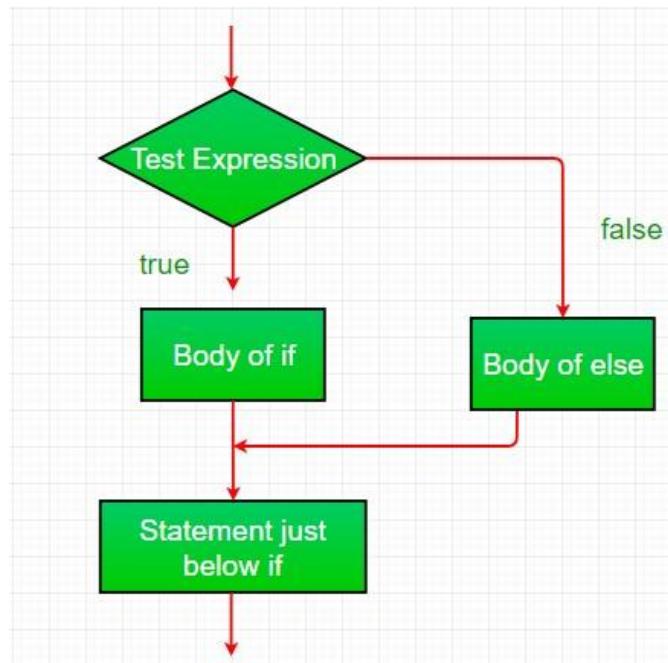 Test Expression
true
false
Body of if
Body of else
Statement just
below if